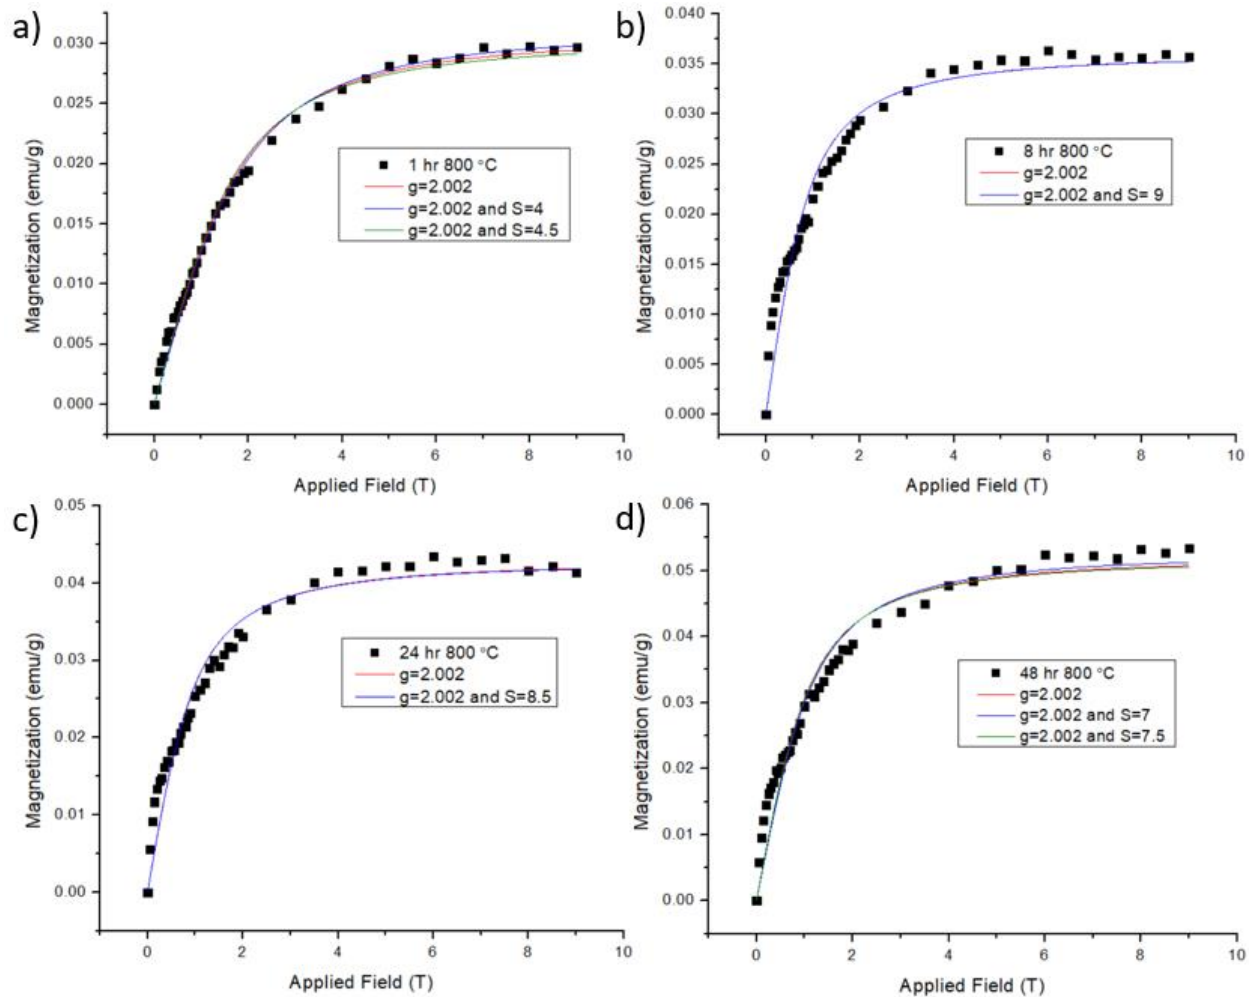 a)
0.030
0.025
0.020
0.015
0.010
0.005
0.000
Magnetization (emu/g)
1 hr 800 °C
g=2.002
g=2.002 and S=4
g=2.002 and S=4.5
0 2 4 6 8 10
Applied Field (T)
b)
0.040
0.035
0.030
0.025
0.020
0.015
0.010
0.005
0.000
Magnetization (emu/g)
8 hr 800 °C
g=2.002
g=2.002 and S= 9
0 2 4 6 8 10
Applied Field (T)
c)
0.05
0.04
0.03
0.02
0.01
0.00
Magnetization (emu/g)
24 hr 800 °C
g=2.002
g=2.002 and S=8.5
0 2 4 6 8 10
Applied Field (T)
d)
0.06
0.05
0.04
0.03
0.02
0.01
0.00
Magnetization (emu/g)
48 hr 800 °C
g=2.002
g=2.002 and S=7
g=2.002 and S=7.5
0 2 4 6 8 10
Applied Field (T)